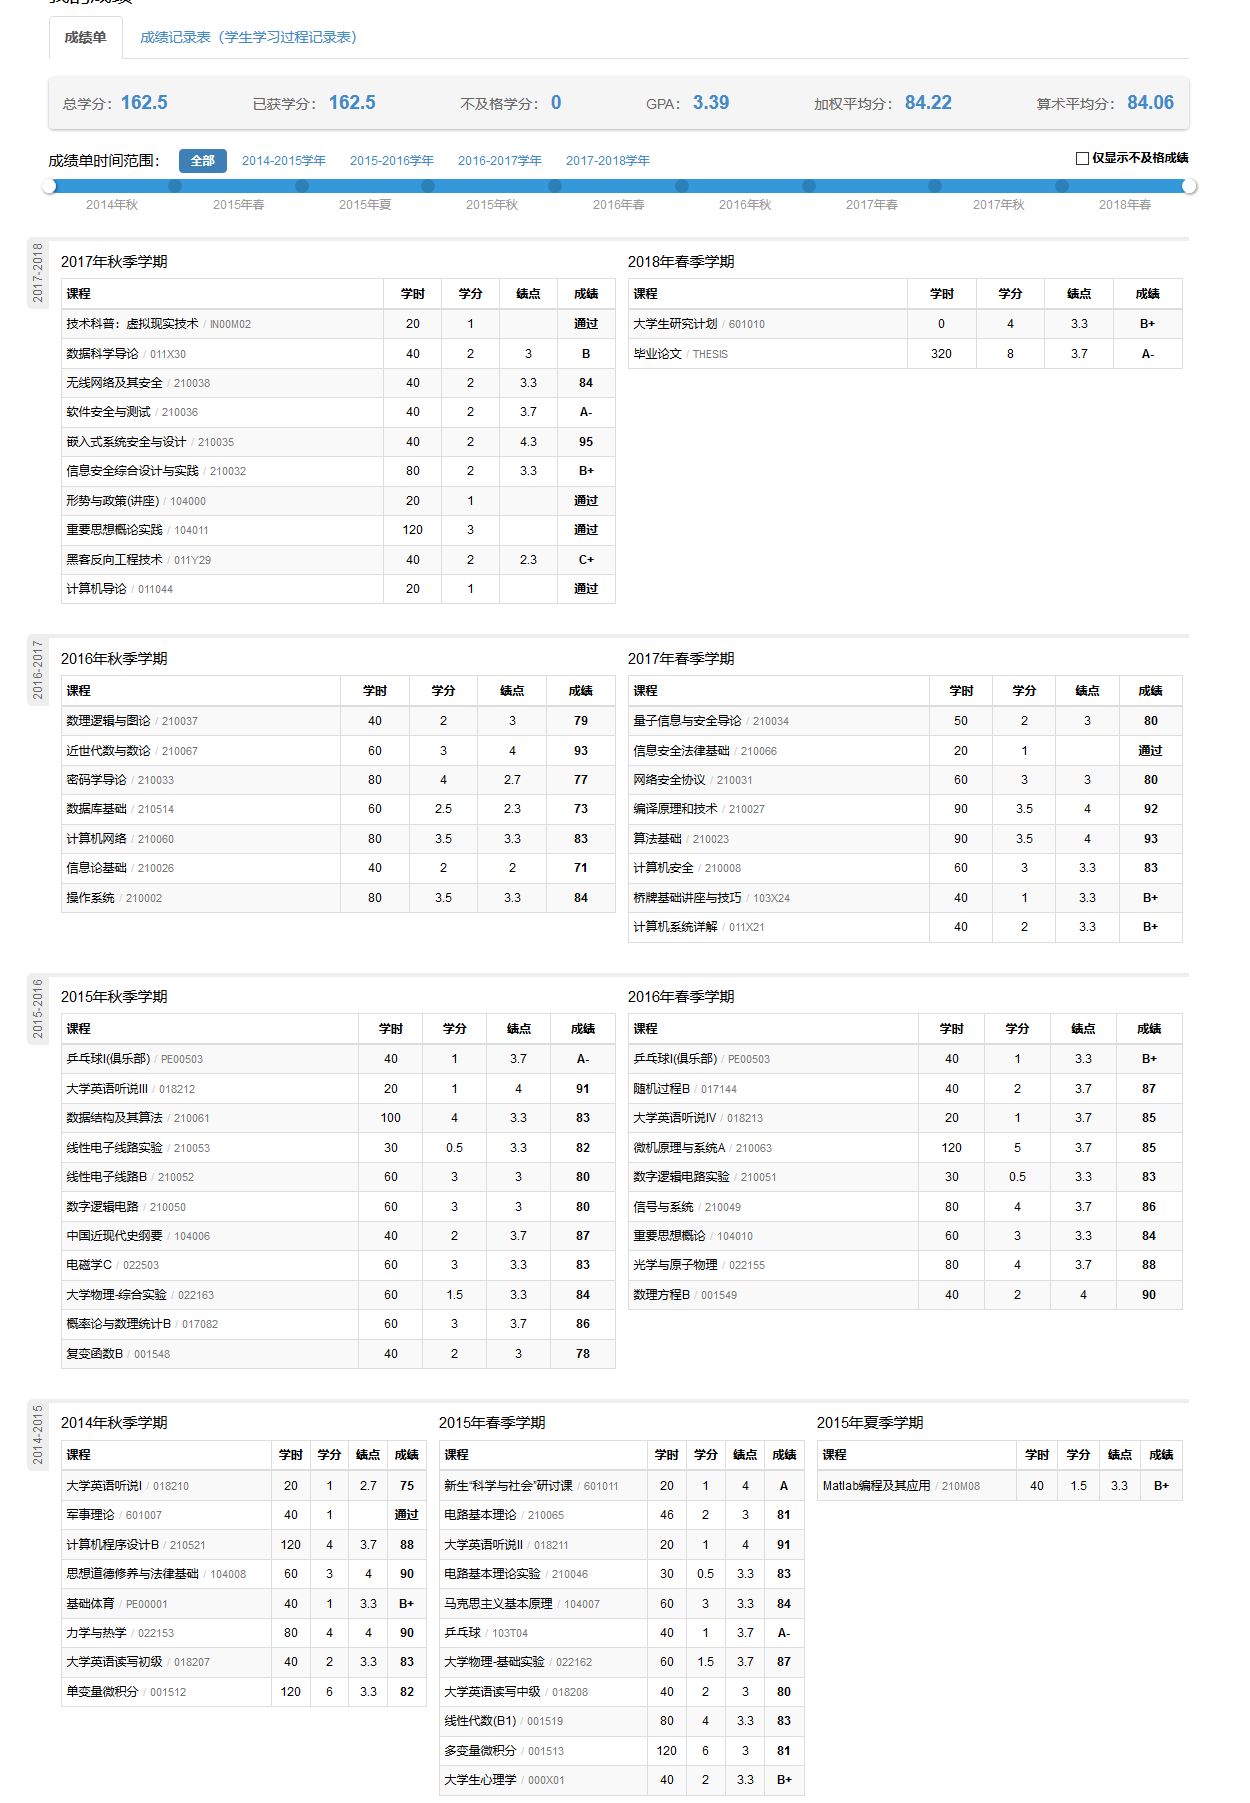 成绩单 成绩记录表（学生学习过程记录表）
总学分： 162.5 已获学分： 162.5 不及格学分： 0 GPA： 3.39 加权平均分： 84.22 算术平均分： 84.06
成绩单时间范围： 全部 2014-2015学年 2015-2016学年 2016-2017学年 2017-2018学年 仅显示不及格成绩
2014年秋 2015年春 2015年夏 2015年秋 2016年春 2016年秋 2017年春 2017年秋 2018年春
2017-2018
2017年秋季学期
课程 学时 学分 绩点 成绩
技术科普：虚拟现实技术 / IN00M02 20 1 通过
数据科学导论 / 011X30 40 2 3 B
无线网络及其安全 / 210038 40 2 3.3 84
软件安全与测试 / 210036 40 2 3.7 A-
嵌入式系统安全与设计 / 210035 40 2 4.3 95
信息安全综合设计与实践 / 210032 80 2 3.3 B+
形势与政策(讲座) / 104000 20 1 通过
重要思想概论实践 / 104011 120 3 通过
黑客反向工程技术 / 011Y29 40 2 2.3 C+
计算机导论 / 011044 20 1 通过
2018年春季学期
课程 学时 学分 绩点 成绩
大学生研究计划 / 601010 0 4 3.3 B+
毕业论文 / THESIS 320 8 3.7 A-
2016-2017
2016年秋季学期
课程 学时 学分 绩点 成绩
数理逻辑与图论 / 210037 40 2 3 79
近世代数与数论 / 210067 60 3 4 93
密码学导论 / 210033 80 4 2.7 77
数据库基础 / 210514 60 2.5 2.3 73
计算机网络 / 210060 80 3.5 3.3 83
信息论基础 / 210026 40 2 2 71
操作系统 / 210002 80 3.5 3.3 84
2017年春季学期
课程 学时 学分 绩点 成绩
量子信息与安全导论 / 210034 50 2 3 80
信息安全法律基础 / 210066 20 1 通过
网络安全协议 / 210031 60 3 3 80
编译原理和技术 / 210027 90 3.5 4 92
算法基础 / 210023 90 3.5 4 93
计算机安全 / 210008 60 3 3.3 83
桥牌基础讲座与技巧 / 103X24 40 1 3.3 B+
计算机系统详解 / 011X21 40 2 3.3 B+
2015-2016
2015年秋季学期
课程 学时 学分 绩点 成绩
乒乓球I(俱乐部) / PE00503 40 1 3.7 A-
大学英语听说III / 018212 20 1 4 91
数据结构及其算法 / 210061 100 4 3.3 83
线性电子线路实验 / 210053 30 0.5 3.3 82
线性电子线路B / 210052 60 3 3 80
数字逻辑电路 / 210050 60 3 3 80
中国近现代史纲要 / 104006 40 2 3.7 87
电磁学C / 022503 60 3 3.3 83
大学物理-综合实验 / 022163 60 1.5 3.3 84
概率论与数理统计B / 017082 60 3 3.7 86
复变函数B / 001548 40 2 3 78
2016年春季学期
课程 学时 学分 绩点 成绩
乒乓球I(俱乐部) / PE00503 40 1 3.3 B+
随机过程B / 017144 40 2 3.7 87
大学英语听说IV / 018213 20 1 3.7 85
微机原理与系统A / 210063 120 5 3.7 85
数字逻辑电路实验 / 210051 30 0.5 3.3 83
信号与系统 / 210049 80 4 3.7 86
重要思想概论 / 104010 60 3 3.3 84
光学与原子物理 / 022155 80 4 3.7 88
数理方程B / 001549 40 2 4 90
2014-2015
2014年秋季学期
课程 学时 学分 绩点 成绩
大学英语听说I / 018210 20 1 2.7 75
军事理论 / 601007 40 1 通过
计算机程序设计B / 210521 120 4 3.7 88
思想道德修养与法律基础 / 104008 60 3 4 90
基础体育 / PE00001 40 1 3.3 B+
力学与热学 / 022153 80 4 4 90
大学英语读写初级 / 018207 40 2 3.3 83
单变量微积分 / 001512 120 6 3.3 82
2015年春季学期
课程 学时 学分 绩点 成绩
新生“科学与社会”研讨课 / 601011 20 1 4 A
电路基本理论 / 210065 46 2 3 81
大学英语听说II / 018211 20 1 4 91
电路基本理论实验 / 210046 30 0.5 3.3 83
马克思主义基本原理 / 104007 60 3 3.3 84
乒乓球 / 103T04 40 1 3.7 A-
大学物理-基础实验 / 022162 60 1.5 3.7 87
大学英语读写中级 / 018208 40 2 3 80
线性代数(B1) / 001519 80 4 3.3 83
多变量微积分 / 001513 120 6 3 81
大学生心理学 / 000X01 40 2 3.3 B+
2015年夏季学期
课程 学时 学分 绩点 成绩
Matlab编程及其应用 / 210M08 40 1.5 3.3 B+